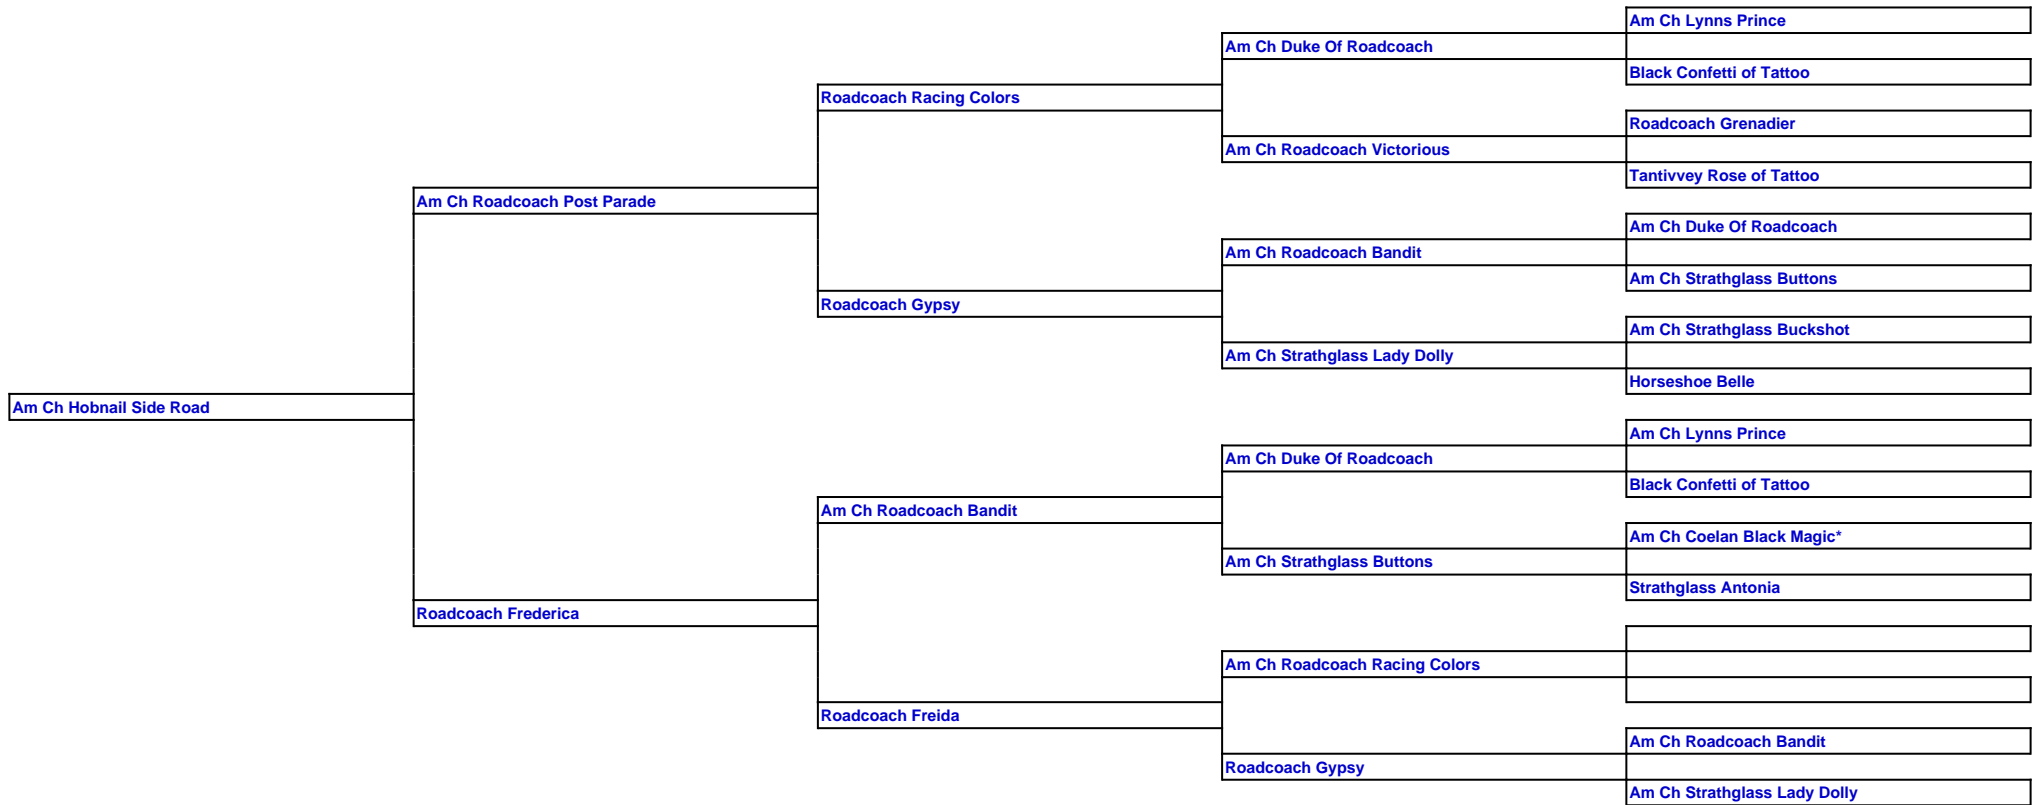 Am Ch Lynns Prince
Am Ch Duke Of Roadcoach
Black Confetti of Tattoo
Roadcoach Racing Colors
Roadcoach Grenadier
Am Ch Roadcoach Victorious
Tantivvey Rose of Tattoo
Am Ch Roadcoach Post Parade
Am Ch Duke Of Roadcoach
Am Ch Roadcoach Bandit
Am Ch Strathglass Buttons
Roadcoach Gypsy
Am Ch Strathglass Buckshot
Am Ch Strathglass Lady Dolly
Horseshoe Belle
Am Ch Hobnail Side Road
Am Ch Lynns Prince
Am Ch Duke Of Roadcoach
Black Confetti of Tattoo
Am Ch Roadcoach Bandit
Am Ch Coelan Black Magic*
Am Ch Strathglass Buttons
Strathglass Antonia
Roadcoach Frederica
Am Ch Roadcoach Racing Colors
Roadcoach Freida
Am Ch Roadcoach Bandit
Roadcoach Gypsy
Am Ch Strathglass Lady Dolly